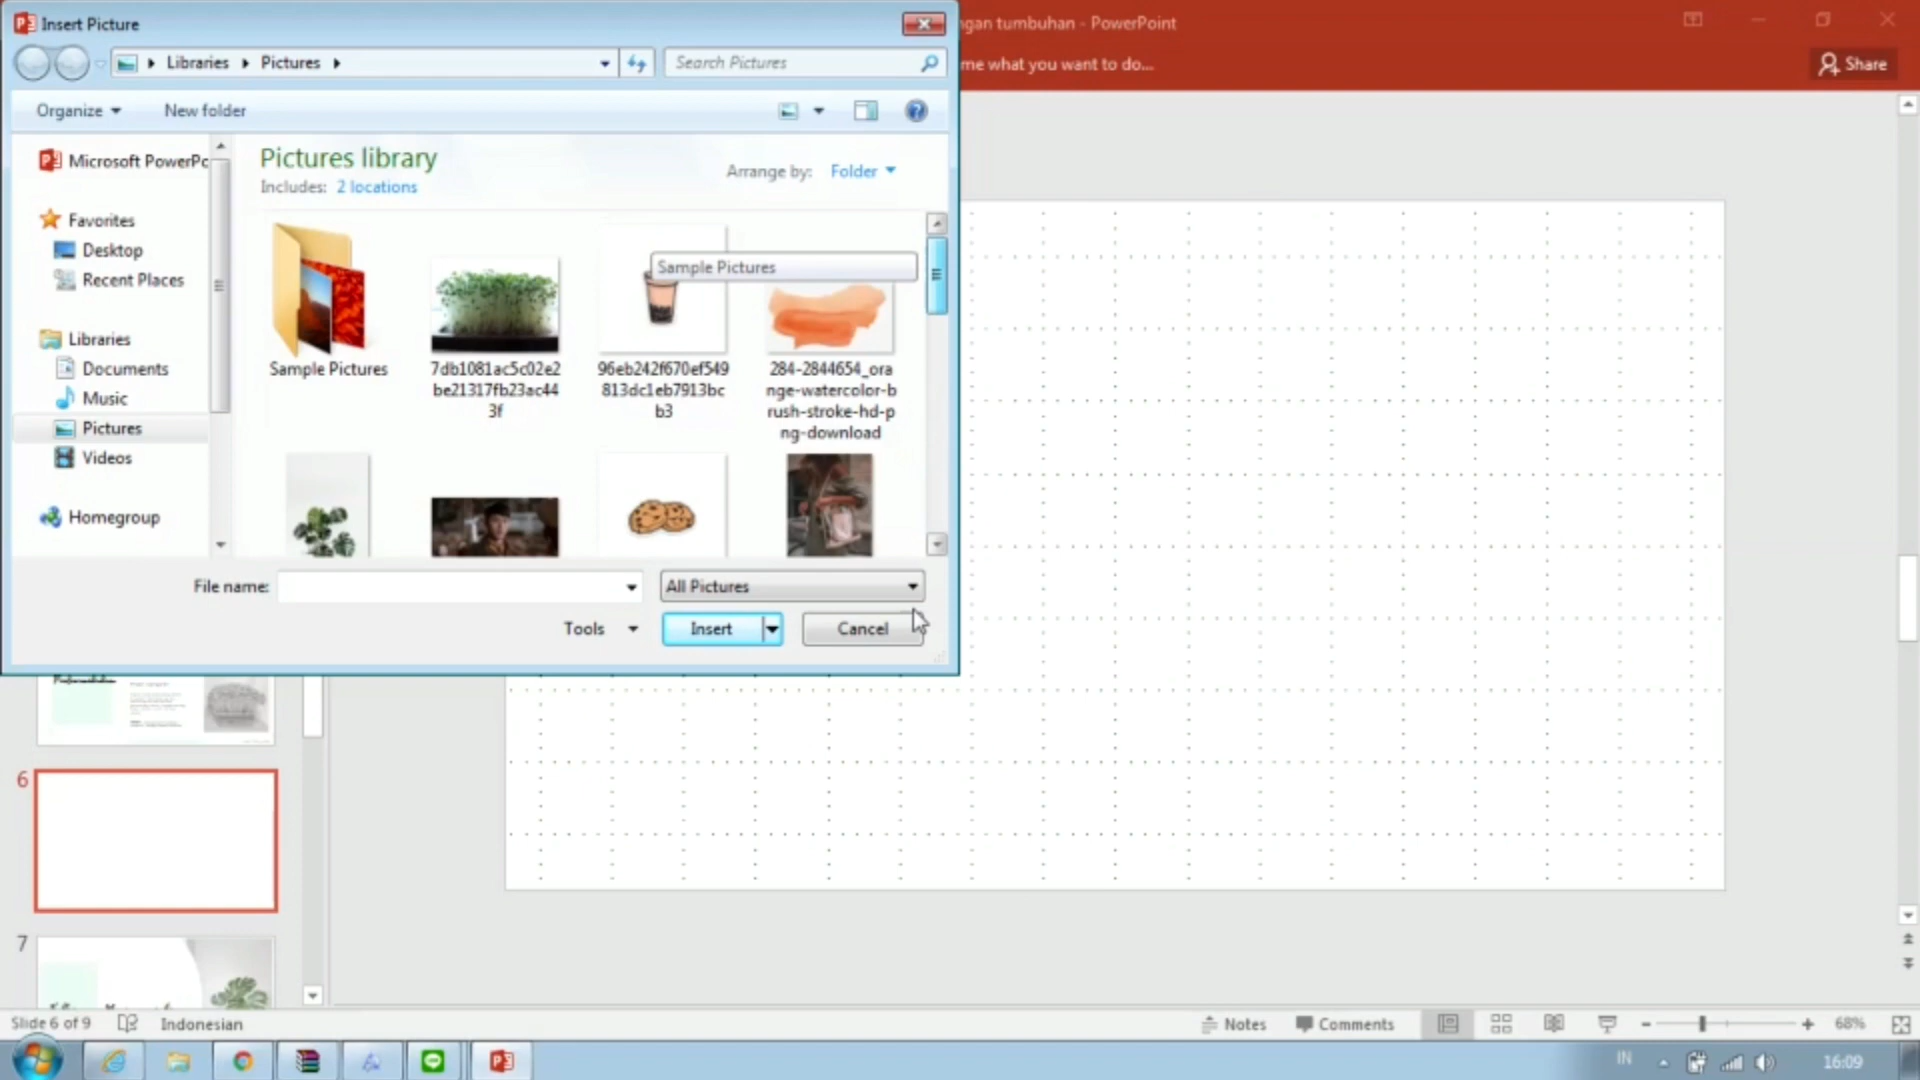 Insert Picture
ngan tumbuhan - PowerPoint
Libraries
Pictures
Search Pictures
me what you want to do...
Share
Organize
New folder
Microsoft PowerPo
Pictures library
Includes: 2 locations
Arrange by: Folder
Favorites
Desktop
Recent Places
Libraries
Documents
Music
Pictures
Videos
Homegroup
Sample Pictures
Sample Pictures
7db1081ac5c02e2
be21317fb23ac44
3f
96eb242f670ef549
813dc1eb7913bc
b3
284-2844654_ora
nge-watercolor-b
rush-stroke-hd-p
ng-download
File name:
All Pictures
Tools
Insert
Cancel
6
7
Slide 6 of 9
Indonesian
Notes
Comments
68%
IN
16:09